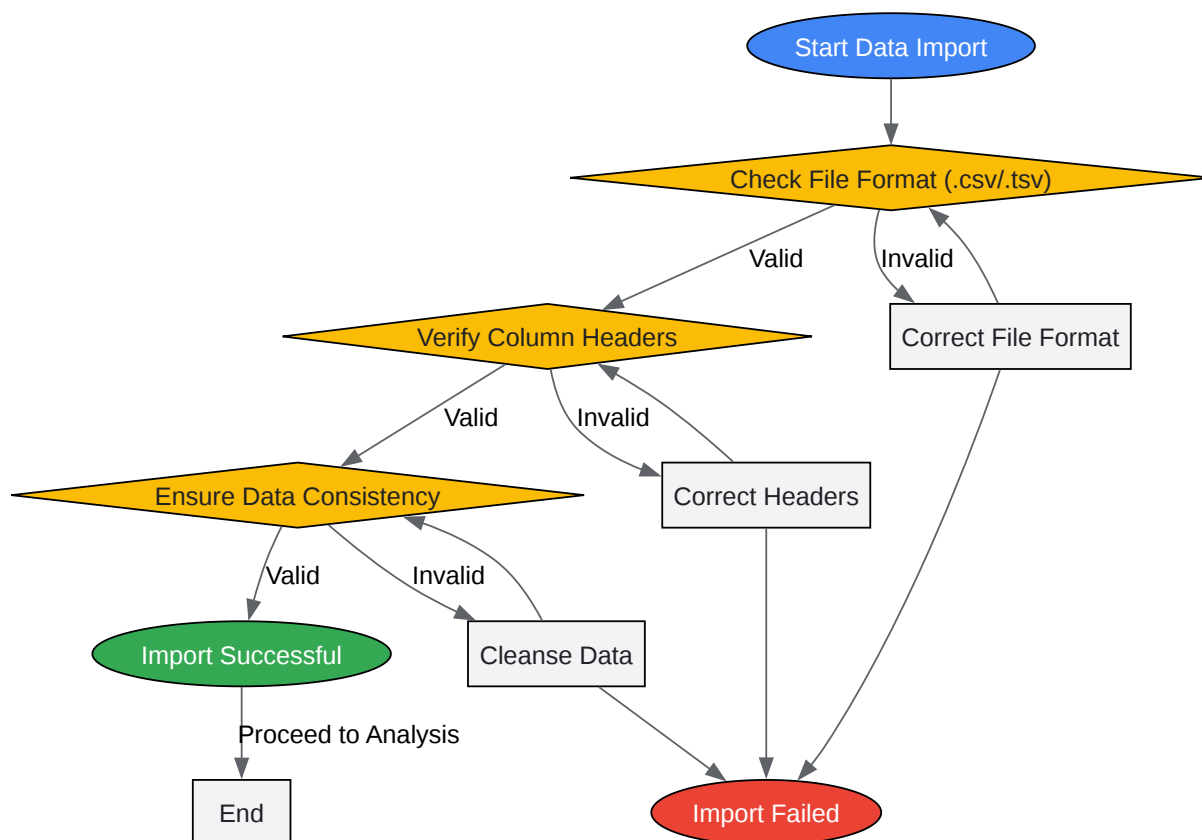 Start Data Import
Check File Format (.csv/.tsv)
Valid
Invalid
Verify Column Headers
Correct File Format
Valid
Invalid
Ensure Data Consistency
Correct Headers
Valid
Invalid
Import Successful
Cleanse Data
Proceed to Analysis
End
Import Failed